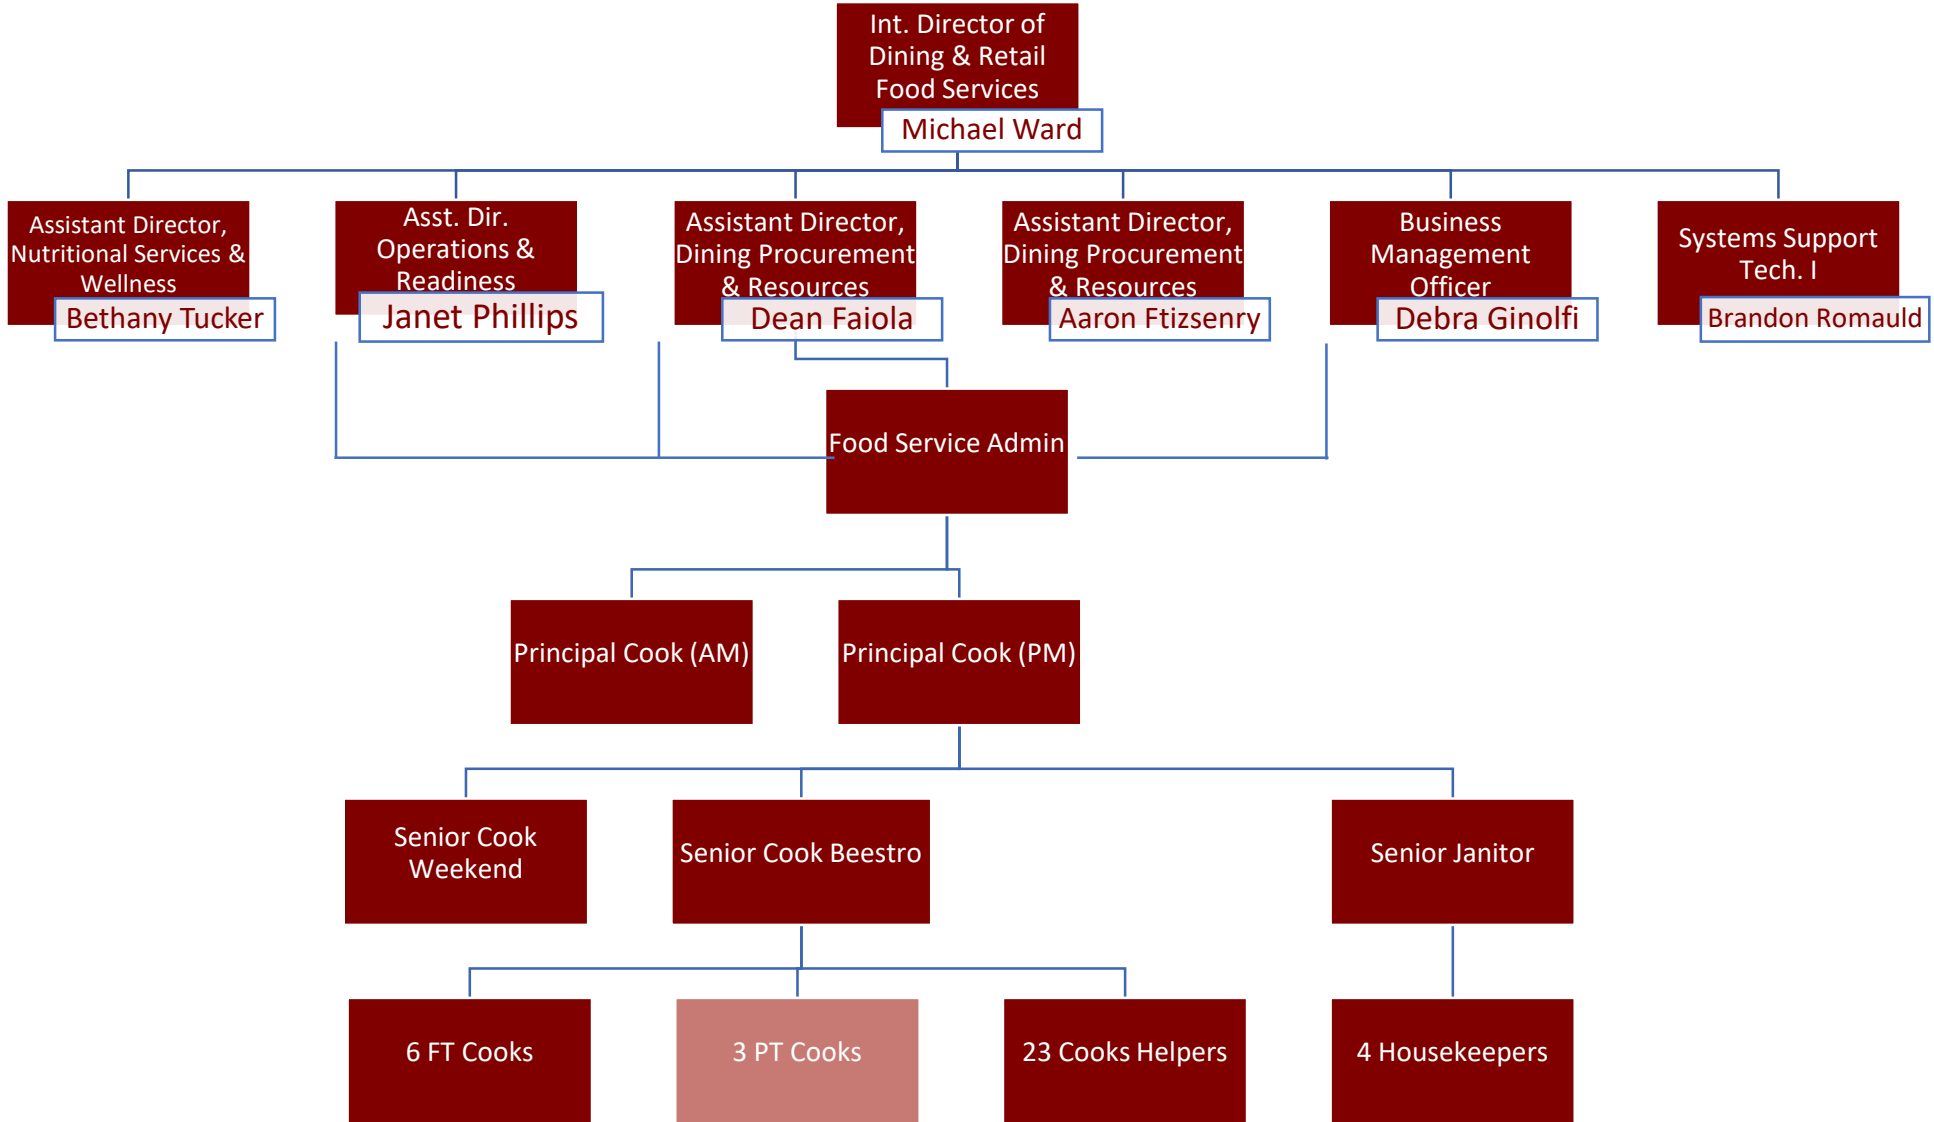 Int. Director of
Dining & Retail
Food Services
Michael Ward
Assistant Director,
Nutritional Services &
Wellness
Bethany Tucker
Asst. Dir.
Operations &
Readiness
Janet Phillips
Assistant Director,
Dining Procurement
& Resources
Dean Faiola
Assistant Director,
Dining Procurement
& Resources
Aaron Ftizsenry
Business
Management
Officer
Debra Ginolfi
Systems Support
Tech. I
Brandon Romauld
Food Service Admin
Principal Cook (AM)
Principal Cook (PM)
Senior Cook
Weekend
Senior Cook Beestro
Senior Janitor
6 FT Cooks
3 PT Cooks
23 Cooks Helpers
4 Housekeepers